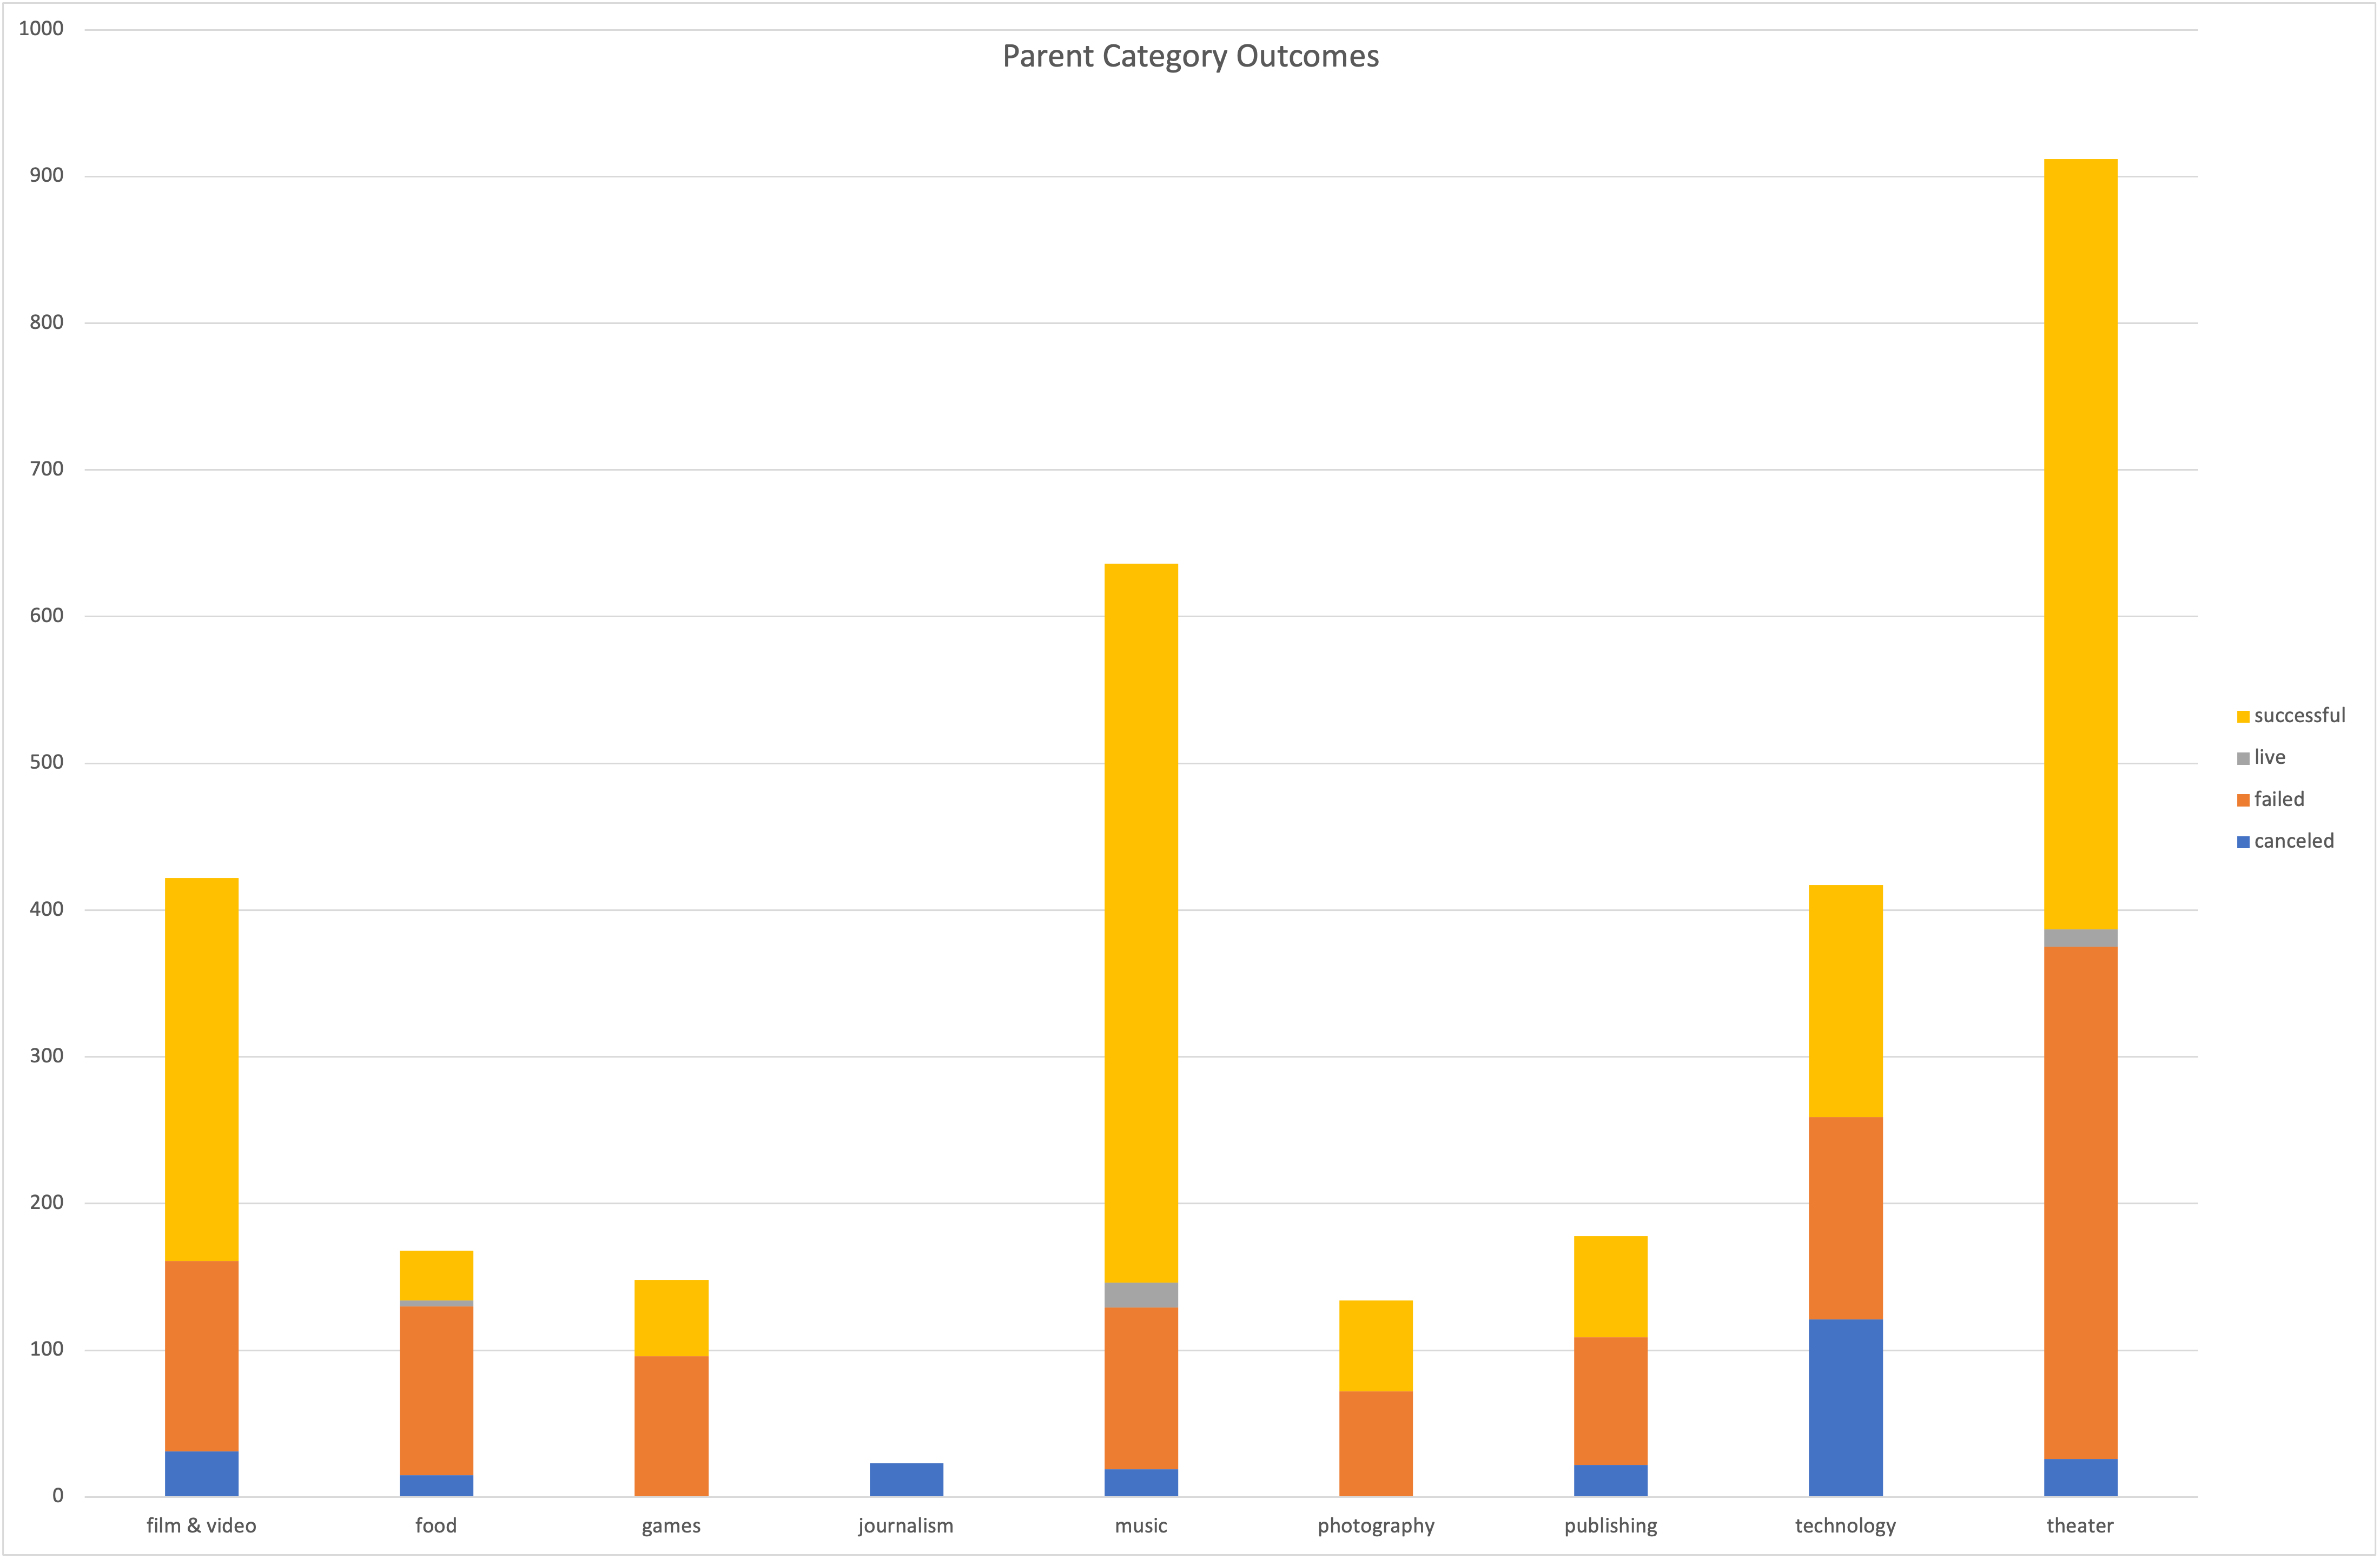 Parent Category Outcomes
1000
900
800
700
600
500
400
300
200
100
0
film & video food games journalism music photography publishing technology theater
successful
live
failed
canceled